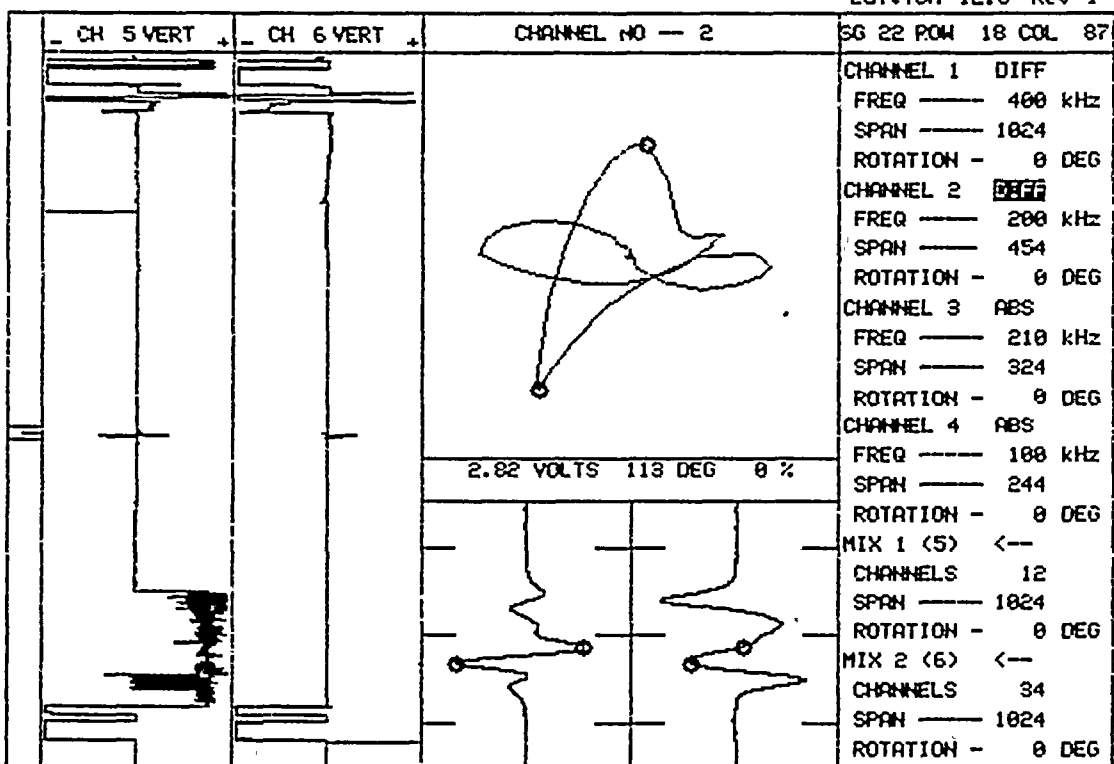 CH 5 VERT +
- CH 6 VERT +
CHANNEL NO -- 2
SG 22 ROW 18 COL 87
CHANNEL 1 DIFF
FREQ ----- 400 kHz
SPAN ----- 1024
ROTATION - 0 DEG
CHANNEL 2 DIFF
FREQ ----- 200 kHz
SPAN ----- 454
ROTATION - 0 DEG
CHANNEL 3 ABS
FREQ ----- 210 kHz
SPAN ----- 324
ROTATION - 0 DEG
CHANNEL 4 ABS
FREQ ----- 100 kHz
SPAN ----- 244
ROTATION - 0 DEG
MIX 1 (5) <--
CHANNELS 12
SPAN ----- 1024
ROTATION - 0 DEG
MIX 2 (6) <--
CHANNELS 34
SPAN ----- 1024
ROTATION - 0 DEG
2.82 VOLTS 113 DEG 0 %